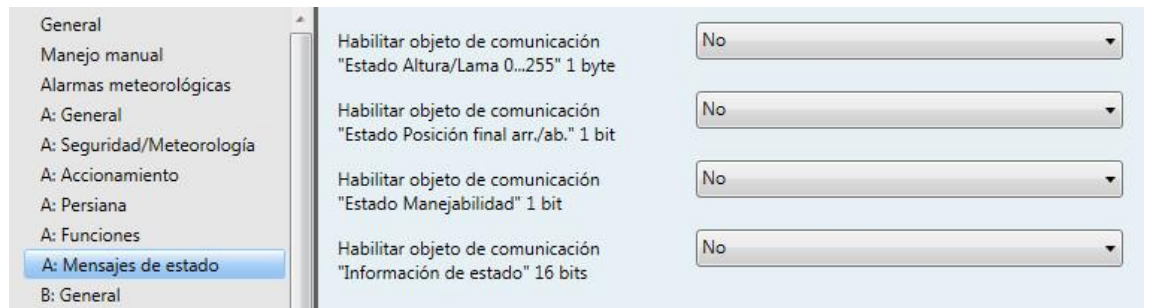 General
Manejo manual
Alarmas meteorológicas
A: General
A: Seguridad/Meteorología
A: Accionamiento
A: Persiana
A: Funciones
A: Mensajes de estado
B: General
Habilitar objeto de comunicación
"Estado Altura/Lama 0...255" 1 byte
No
Habilitar objeto de comunicación
"Estado Posición final arr./ab." 1 bit
No
Habilitar objeto de comunicación
"Estado Manejabilidad" 1 bit
No
Habilitar objeto de comunicación
"Información de estado" 16 bits
No